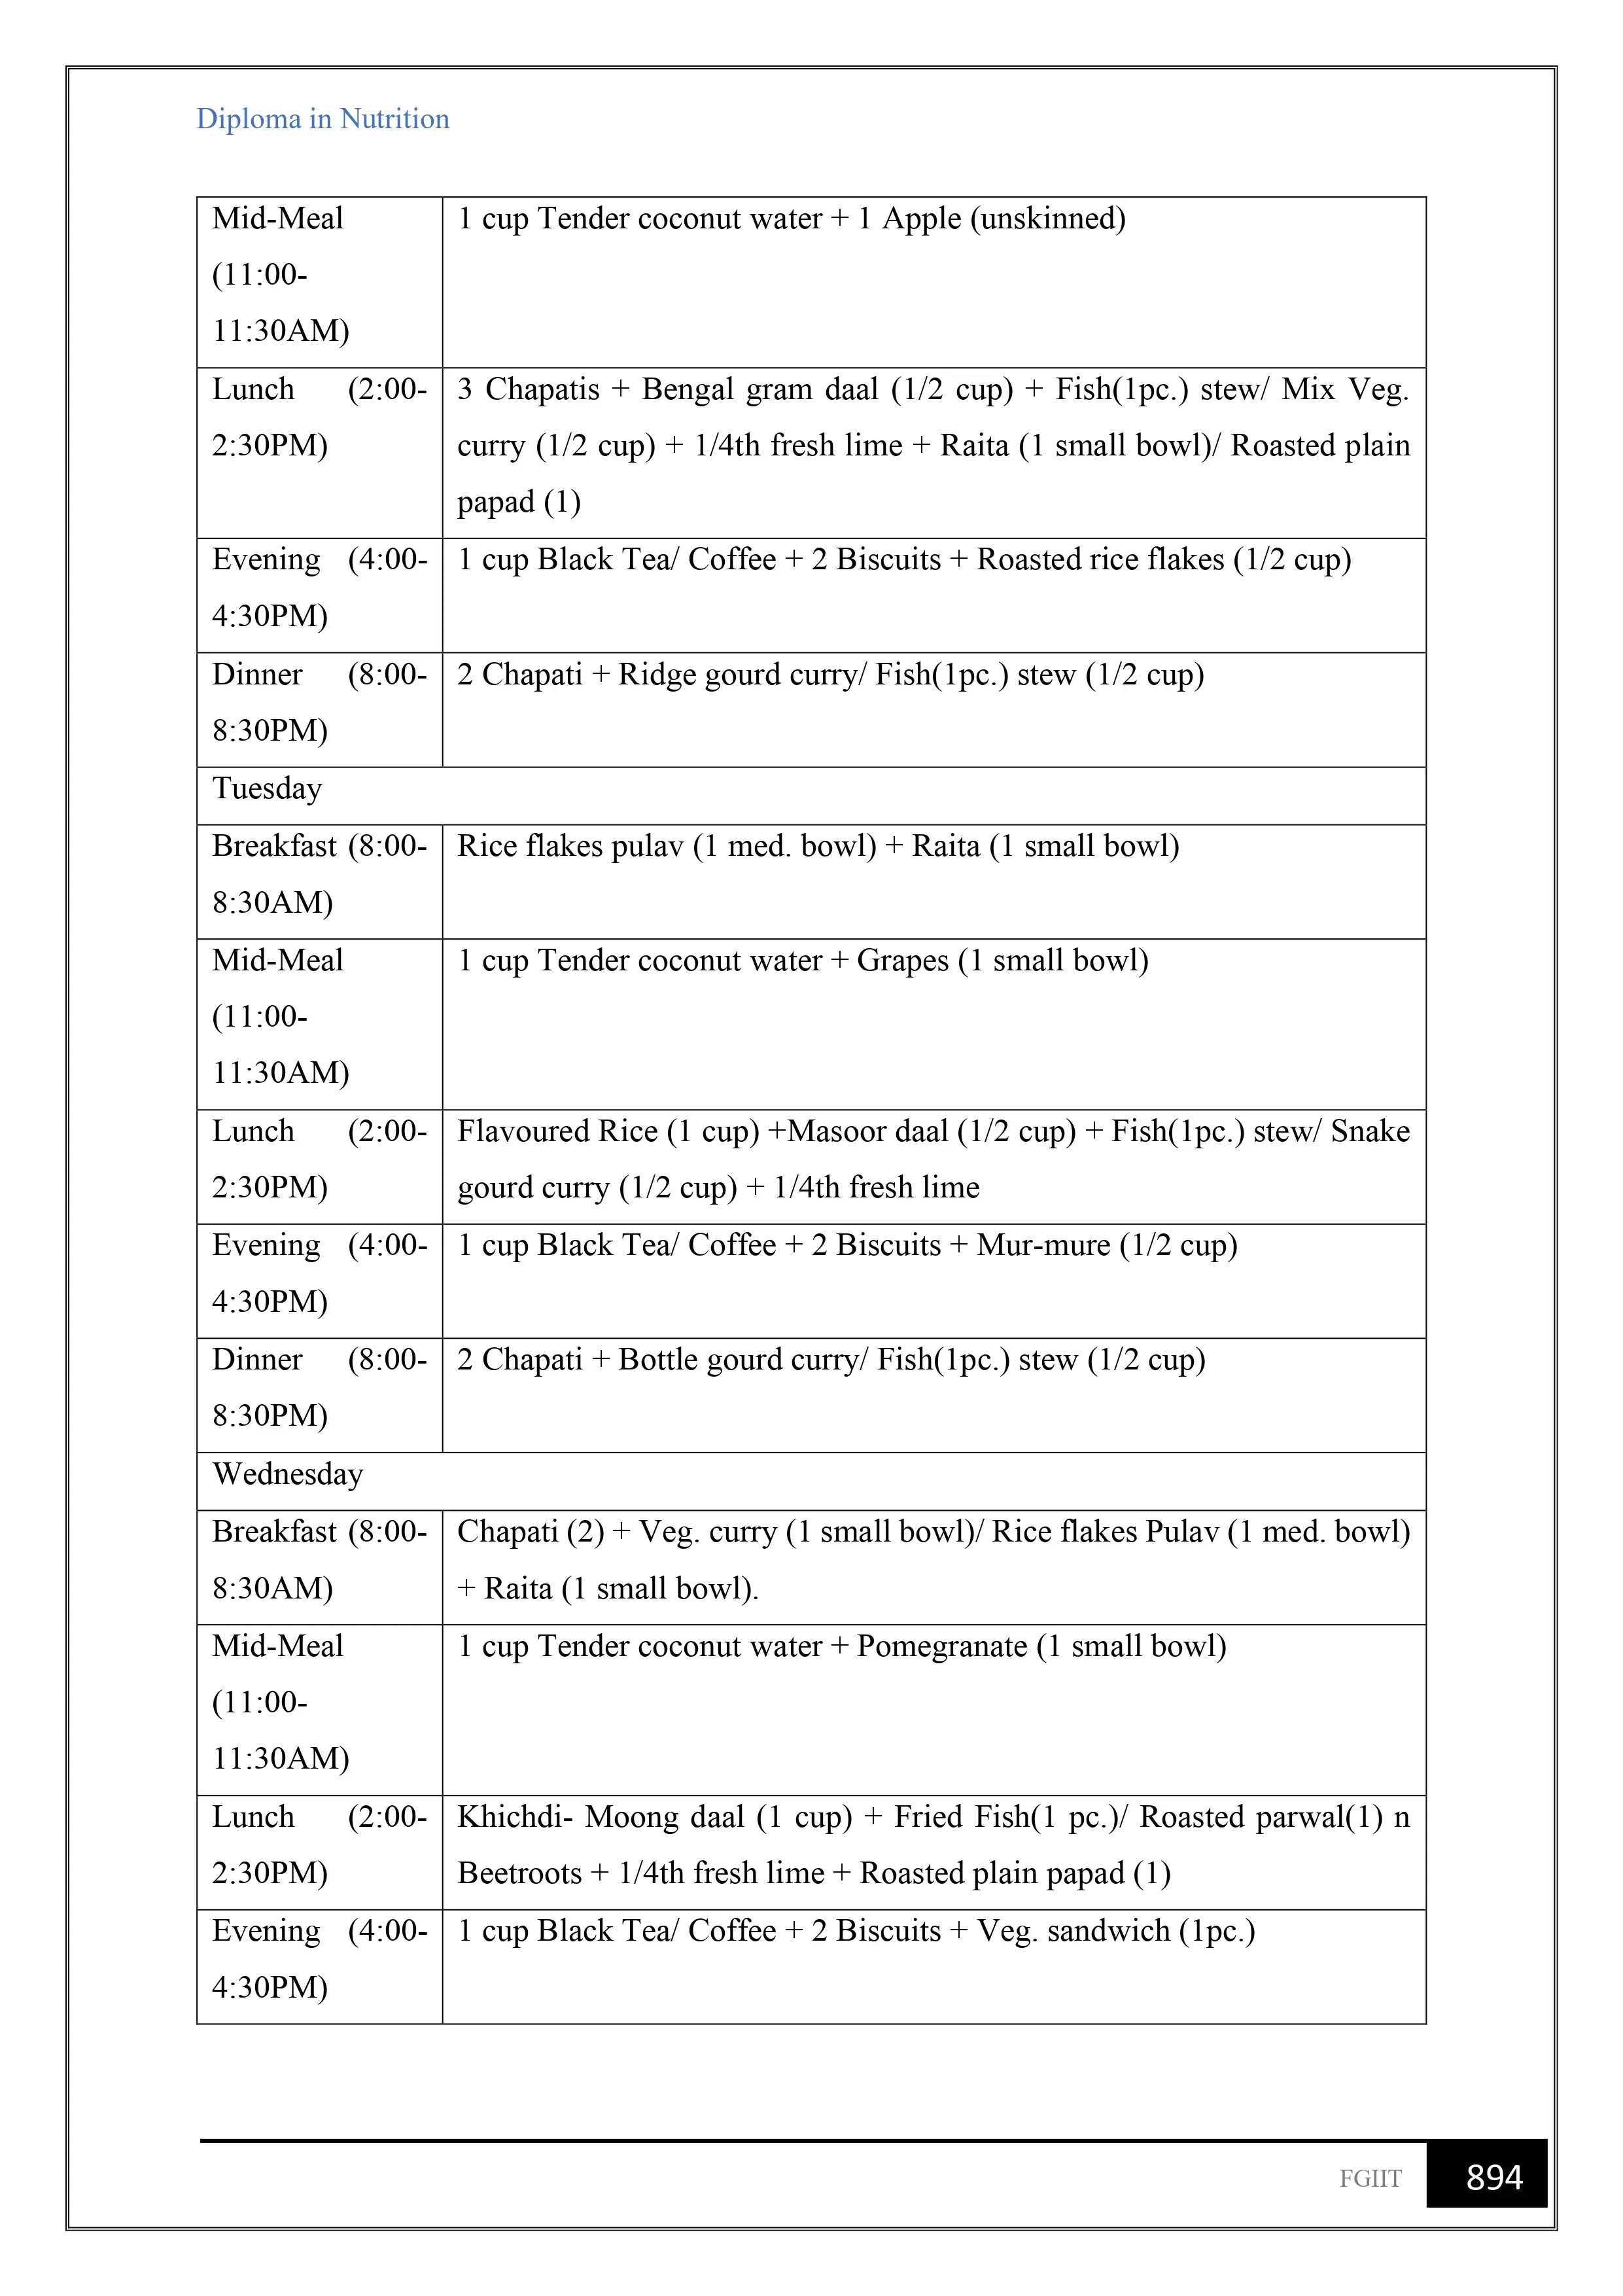 Diploma in Nutrition
Mid-Meal
(11:00-
11:30AM)
1 cup Tender coconut water + 1 Apple (unskinned)
Lunch (2:00-
2:30PM)
3 Chapatis + Bengal gram daal (1/2 cup) + Fish(1pc.) stew/ Mix Veg.
curry (1/2 cup) + 1/4th fresh lime + Raita (1 small bowl)/ Roasted plain
papad (1)
Evening (4:00-
4:30PM)
1 cup Black Tea/ Coffee + 2 Biscuits + Roasted rice flakes (1/2 cup)
Dinner (8:00-
8:30PM)
2 Chapati + Ridge gourd curry/ Fish(1pc.) stew (1/2 cup)
Tuesday
Breakfast (8:00-
8:30AM)
Rice flakes pulav (1 med. bowl) + Raita (1 small bowl)
Mid-Meal
(11:00-
11:30AM)
1 cup Tender coconut water + Grapes (1 small bowl)
Lunch (2:00-
2:30PM)
Flavoured Rice (1 cup) +Masoor daal (1/2 cup) + Fish(1pc.) stew/ Snake
gourd curry (1/2 cup) + 1/4th fresh lime
Evening (4:00-
4:30PM)
1 cup Black Tea/ Coffee + 2 Biscuits + Mur-mure (1/2 cup)
Dinner (8:00-
8:30PM)
2 Chapati + Bottle gourd curry/ Fish(1pc.) stew (1/2 cup)
Wednesday
Breakfast (8:00-
8:30AM)
Chapati (2) + Veg. curry (1 small bowl)/ Rice flakes Pulav (1 med. bowl)
+ Raita (1 small bowl).
Mid-Meal
(11:00-
11:30AM)
1 cup Tender coconut water + Pomegranate (1 small bowl)
Lunch (2:00-
2:30PM)
Khichdi- Moong daal (1 cup) + Fried Fish(1 pc.)/ Roasted parwal(1) n
Beetroots + 1/4th fresh lime + Roasted plain papad (1)
Evening (4:00-
4:30PM)
1 cup Black Tea/ Coffee + 2 Biscuits + Veg. sandwich (1pc.)
FGIIT 894